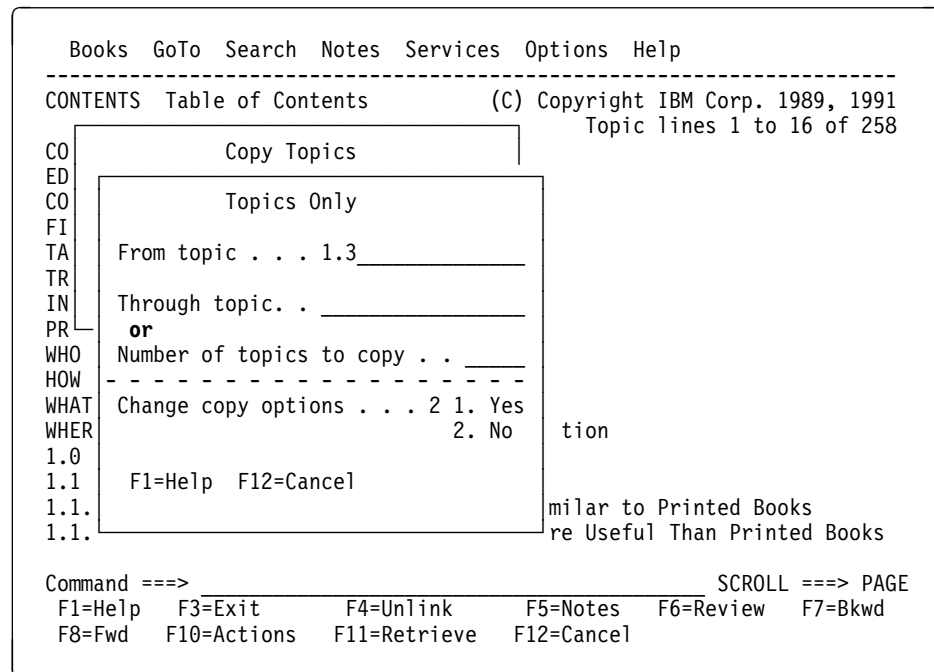 Books  GoTo  Search  Notes  Services  Options  Help
-----------------------------------------------------------------------
CONTENTS  Table of Contents          (C) Copyright IBM Corp. 1989, 1991
Topic lines 1 to 16 of 258
CO            Copy Topics
ED
CO            Topics Only
FI
TA  From topic . . . 1.3______________
TR
IN  Through topic. . _________________
PR   or
WHO  Number of topics to copy . . _____
HOW  - - - - - - - - - - - - - - - - - -
WHAT  Change copy options . . . 2 1. Yes
WHER                              2. No    tion
1.0
1.1   F1=Help  F12=Cancel
1.1.                                      milar to Printed Books
1.1.                                      re Useful Than Printed Books
Command ===> ___________________________________________ SCROLL ===> PAGE
F1=Help   F3=Exit       F4=Unlink      F5=Notes   F6=Review   F7=Bkwd
F8=Fwd   F10=Actions   F11=Retrieve   F12=Cancel